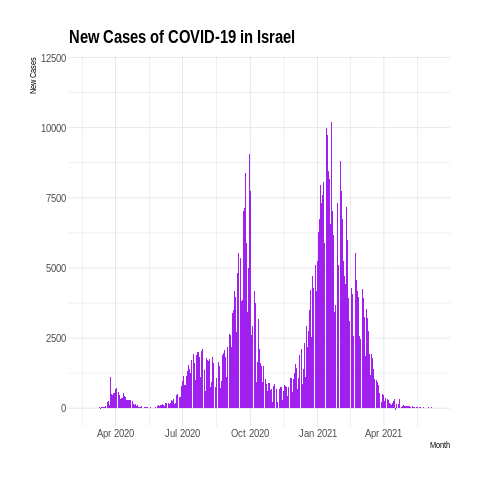 New Cases of COVID-19 in Israel
New Cases
12500
10000
7500
5000
2500
0
Apr 2020 Jul 2020 Oct 2020 Jan 2021 Apr 2021
Month